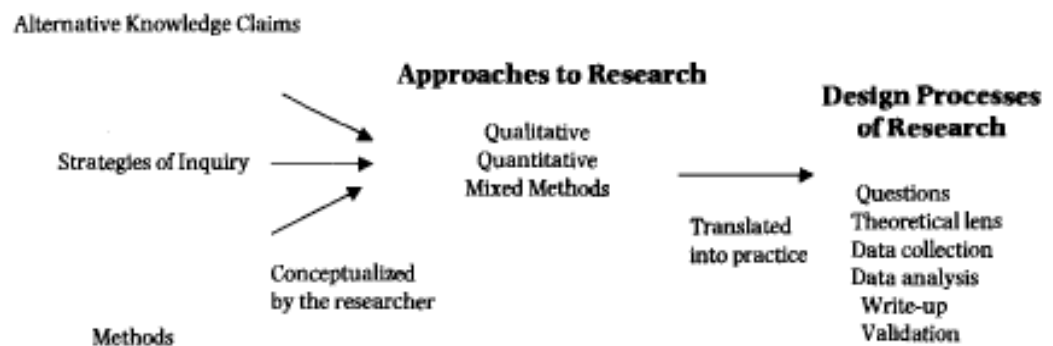 Alternative Knowledge Claims
Approaches to Research
Design Processes
of Research
Qualitative
Strategies of Inquiry
Quantitative
Mixed Methods
Conceptualized
by the researcher
Translated
into practice
Questions
Theoretical lens
Data collection
Data analysis
Write-up
Validation
Methods